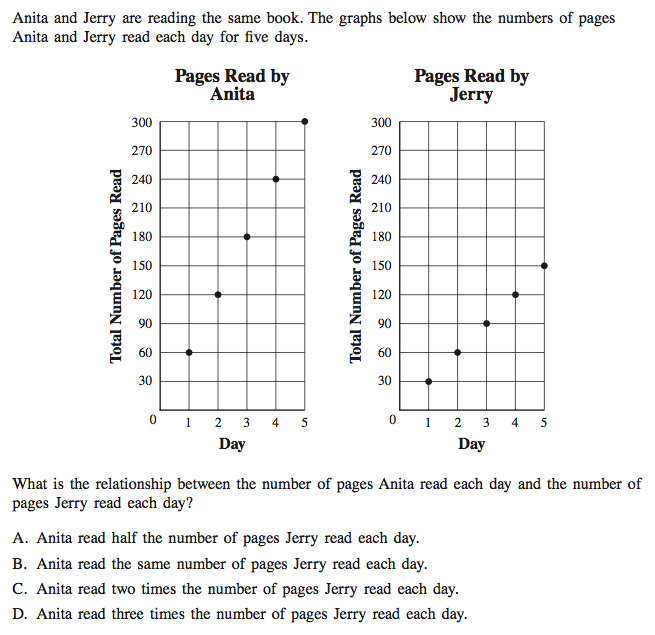 Anita and Jerry are reading the same book. The graphs below show the numbers of pages
Anita and Jerry read each day for five days.
Pages Read by
Anita
Total Number of Pages Read
300
270
240
210
180
150
120
90
60
30
0 1 2 3 4 5
Day
Pages Read by
Jerry
Total Number of Pages Read
300
270
240
210
180
150
120
90
60
30
0 1 2 3 4 5
Day
What is the relationship between the number of pages Anita read each day and the number of
pages Jerry read each day?
A. Anita read half the number of pages Jerry read each day.
B. Anita read the same number of pages Jerry read each day.
C. Anita read two times the number of pages Jerry read each day.
D. Anita read three times the number of pages Jerry read each day.